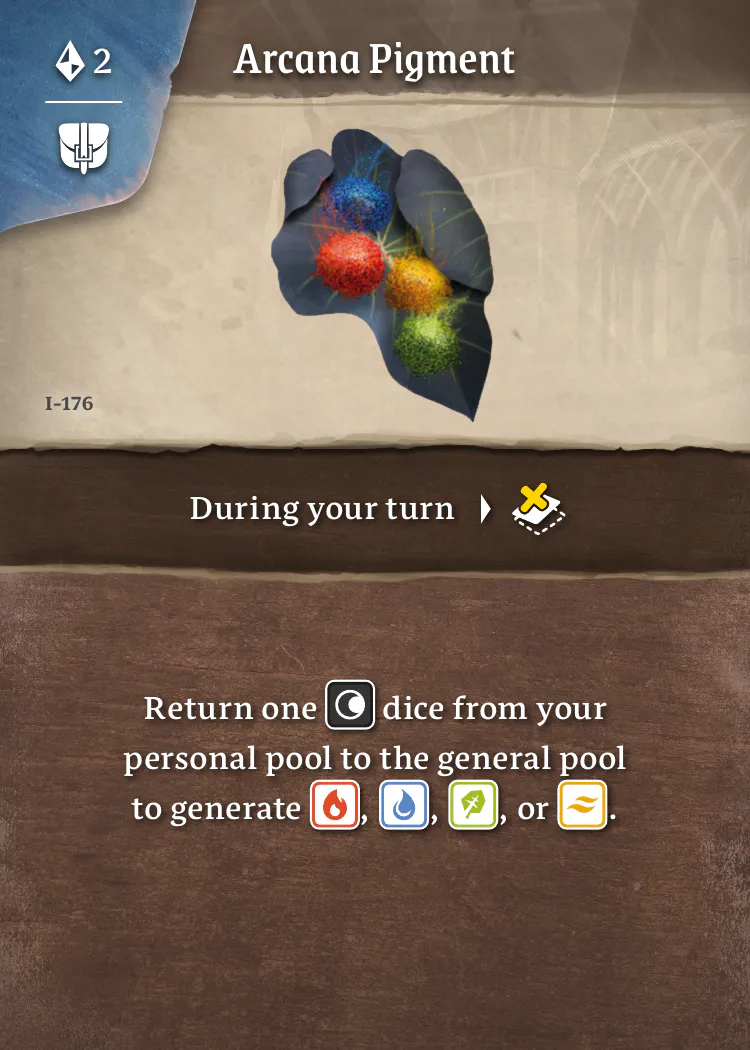 2
Arcana Pigment
I-176
During your turn
Return one dice from your
personal pool to the general pool
to generate , , , or .